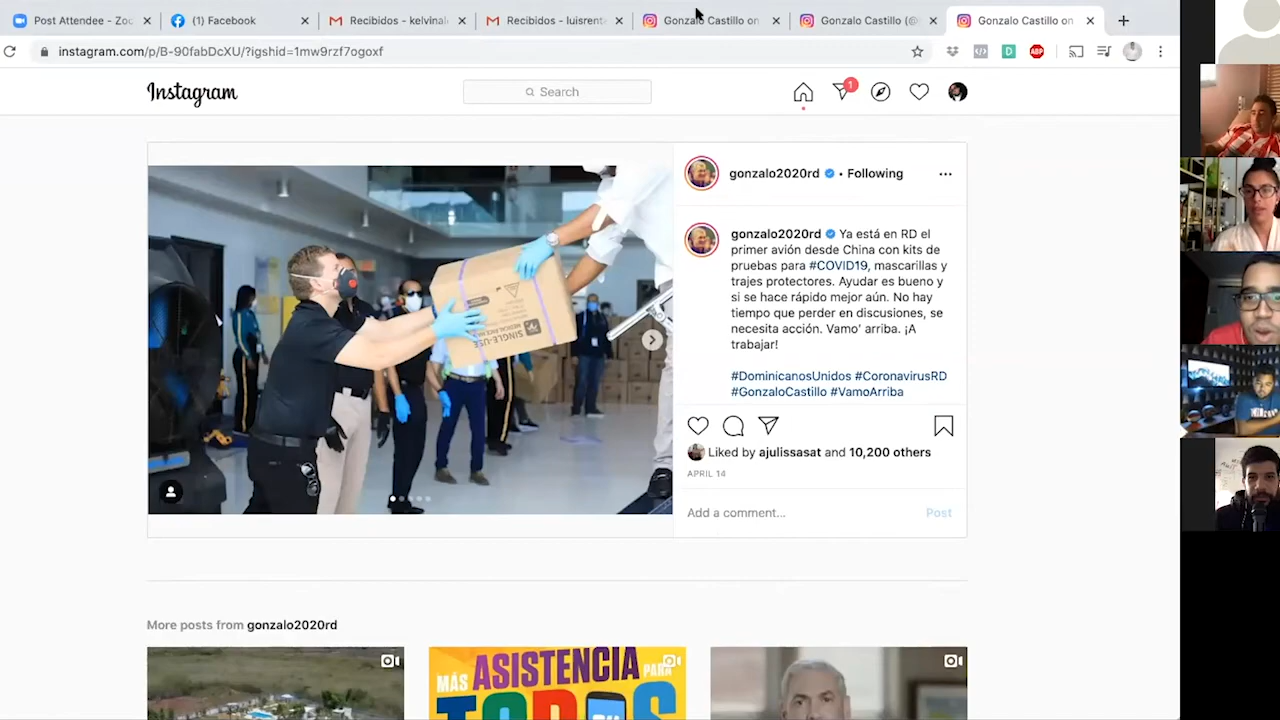 Post Attendee - Zoo
(1) Facebook
Recibidos - kelvinal
Recibidos - luisrent
Gonzalo Castillo on
Gonzalo Castillo (@
Gonzalo Castillo on
instagram.com/p/B-90fabDcXU/?igshid=1mw9rzf7ogoxf
ABP
Instagram
Search
1
gonzalo2020rd • Following
gonzalo2020rd Ya está en RD el
primer avión desde China con kits de
pruebas para #COVID19, mascarillas y
trajes protectores. Ayudar es bueno y
si se hace rápido mejor aún. No hay
tiempo que perder en discusiones, se
necesita acción. Vamo' arriba. ¡A
trabajar!
#DominicanosUnidos #CoronavirusRD
#GonzaloCastillo #VamoArriba
SINGLE-USE
Liked by ajulissasat and 10,200 others
APRIL 14
Add a comment...
Post
More posts from gonzalo2020rd
MÁS ASISTENCIA PARA
TODOS